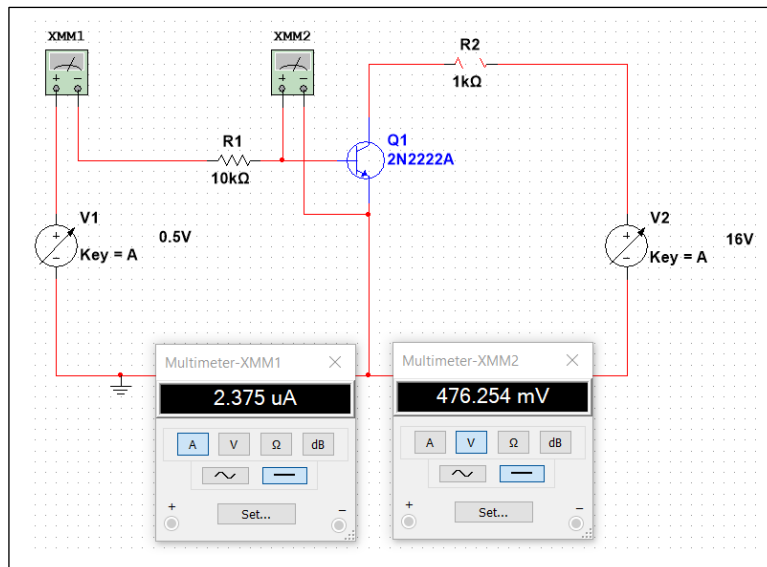 XMM1
XMM2
R2
1kΩ
R1
10kΩ
Q1
2N2222A
V1
Key = A
0.5V
V2
Key = A
16V
Multimeter-XMM1
2.375 uA
A V Ω dB
+ Set... -
Multimeter-XMM2
476.254 mV
A V Ω dB
+ Set... -